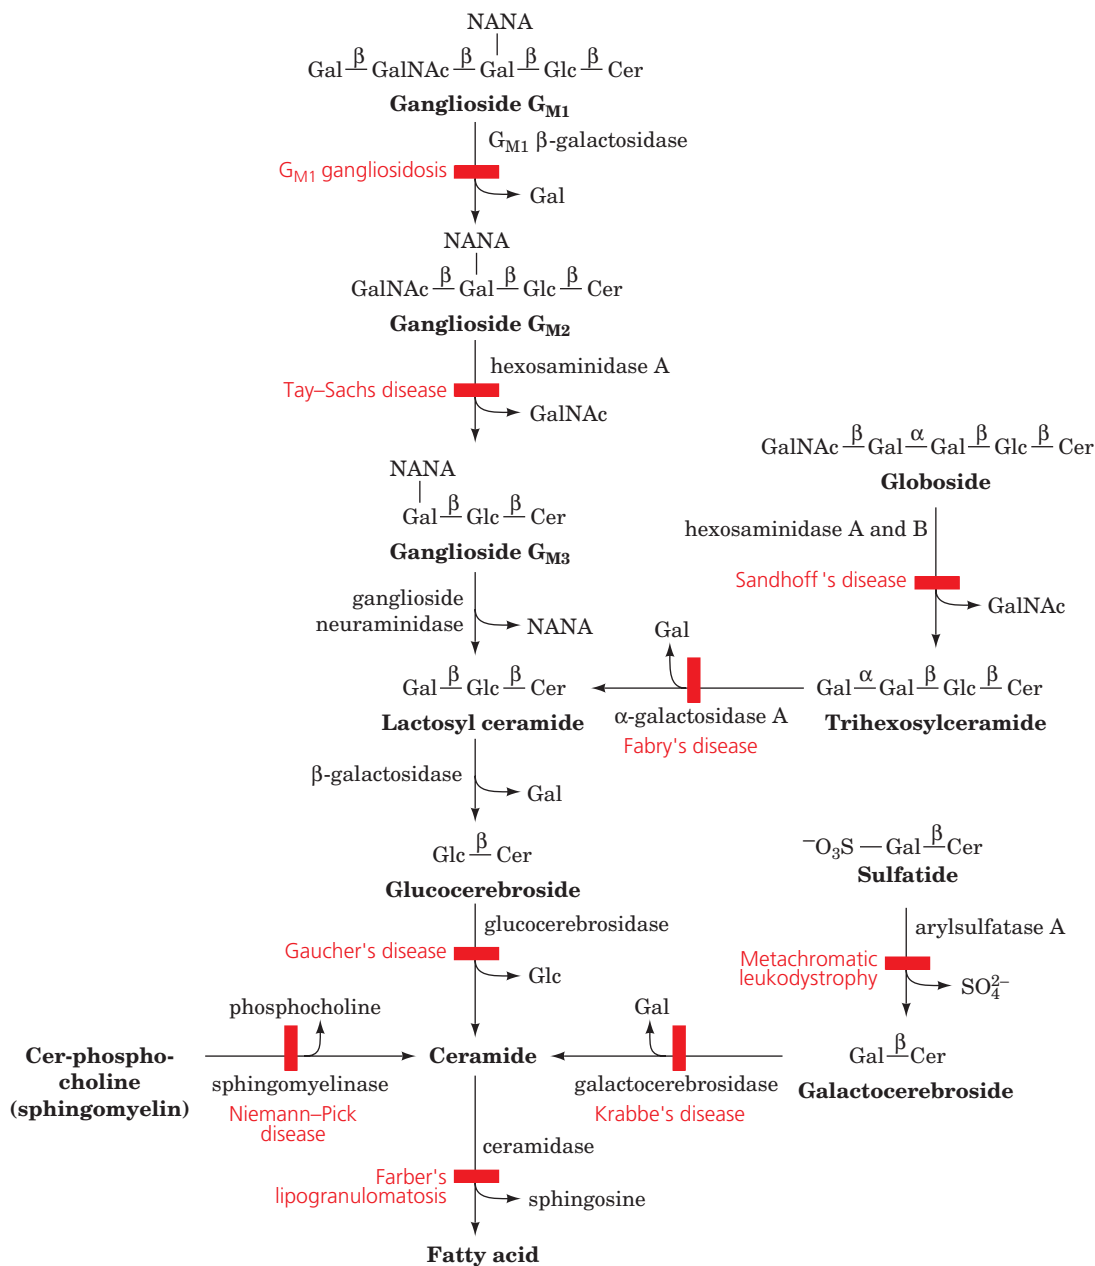 NANA
Gal β GalNAc β Gal β Glc β Cer
Ganglioside GM1
GM1 β-galactosidase
GM1 gangliosidosis
Gal
NANA
GalNAc β Gal β Glc β Cer
Ganglioside GM2
hexosaminidase A
Tay–Sachs disease
GalNAc
NANA
Gal β Glc β Cer
Ganglioside GM3
ganglioside
neuraminidase
NANA
GalNAc β Gal α Gal β Glc β Cer
Globoside
hexosaminidase A and B
Sandhoff's disease
GalNAc
Gal α Gal β Glc β Cer
Trihexosylceramide
Gal
α-galactosidase A
Fabry's disease
Gal β Glc β Cer
Lactosyl ceramide
β-galactosidase
Gal
Glc β Cer
Glucocerebroside
glucocerebrosidase
Gaucher's disease
Glc
⁻O₃S — Gal β Cer
Sulfatide
arylsulfatase A
Metachromatic
leukodystrophy
SO₄²⁻
Gal β Cer
Galactocerebroside
Gal
galactocerebrosidase
Krabbe's disease
phosphocholine
Cer-phospho-
choline
(sphingomyelin)
sphingomyelinase
Niemann–Pick
disease
Ceramide
ceramidase
Farber's
lipogranulomatosis
sphingosine
Fatty acid